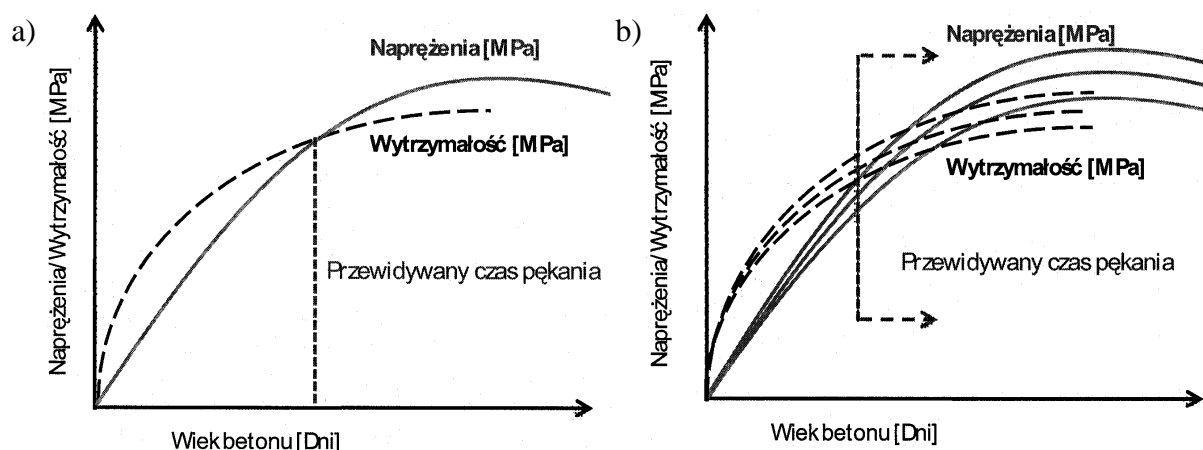 a)
Naprężenia/Wytrzymałość [MPa]
Naprężenia [MPa]
Wytrzymałość [MPa]
Przewidywany czas pękania
Wiek betonu [Dni]
b)
Naprężenia/Wytrzymałość [MPa]
Naprężenia [MPa]
Wytrzymałość [MPa]
Przewidywany czas pękania
Wiek betonu [Dni]